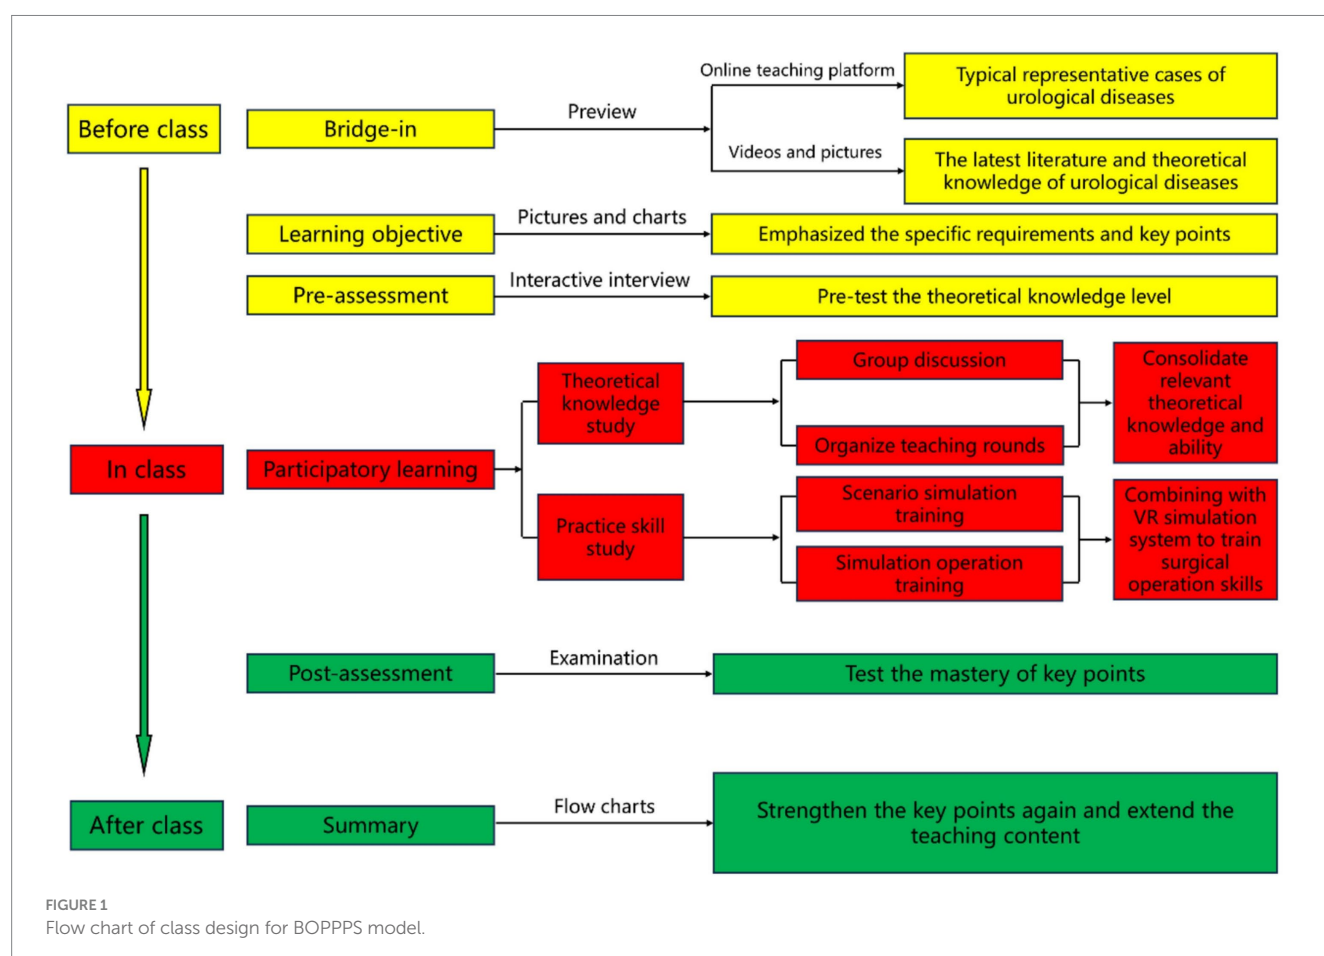 Before class
Bridge-in
Preview
Online teaching platform
Typical representative cases of
urological diseases
Videos and pictures
The latest literature and theoretical
knowledge of urological diseases
Learning objective
Pictures and charts
Emphasized the specific requirements and key points
Pre-assessment
Interactive interview
Pre-test the theoretical knowledge level
In class
Participatory learning
Theoretical
knowledge
study
Group discussion
Organize teaching rounds
Consolidate
relevant
theoretical
knowledge and
ability
Practice skill
study
Scenario simulation
training
Simulation operation
training
Combining with
VR simulation
system to train
surgical
operation skills
Post-assessment
Examination
Test the mastery of key points
After class
Summary
Flow charts
Strengthen the key points again and extend the
teaching content
FIGURE 1
Flow chart of class design for BOPPPS model.